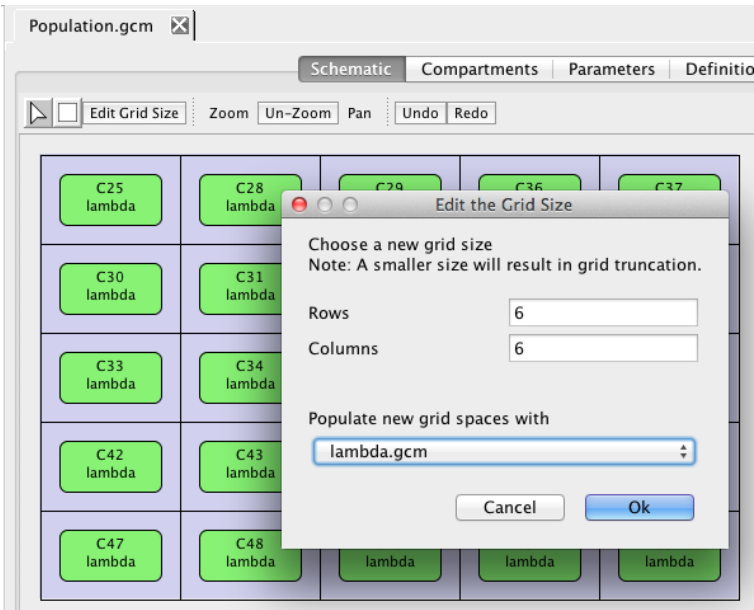 Population.gcm
Schematic Compartments Parameters Definitio
Edit Grid Size Zoom Un-Zoom Pan Undo Redo
C25 C28 C29 C36 C37
lambda lambda
Edit the Grid Size
Choose a new grid size
Note: A smaller size will result in grid truncation.
C30 C31
lambda lambda
Rows 6
Columns 6
C33 C34
lambda lambda
Populate new grid spaces with
lambda.gcm
C42 C43
lambda lambda
Cancel Ok
C47 C48
lambda lambda lambda lambda lambda